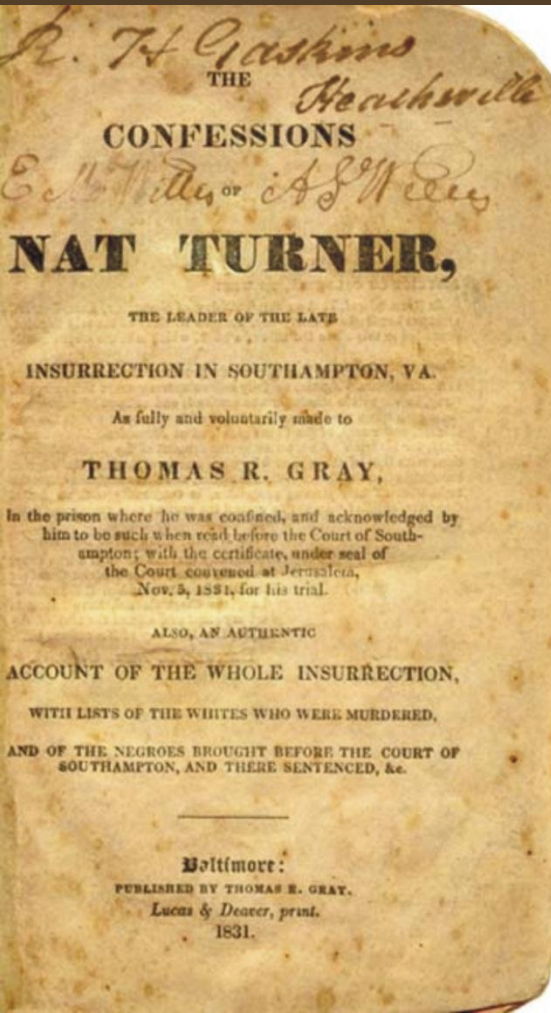 R. H Gaskins
THE
Heathsville
CONFESSIONS
OF
NAT TURNER,
THE LEADER OF THE LATE
INSURRECTION IN SOUTHAMPTON, VA.
As fully and voluntarily made to
THOMAS R. GRAY,
In the prison where he was confined, and acknowledged by
him to be such when read before the Court of South-
ampton; with the certificate, under seal of
the Court convened at Jerusalem,
Nov. 5, 1831, for his trial.
ALSO, AN AUTHENTIC
ACCOUNT OF THE WHOLE INSURRECTION,
WITH LISTS OF THE WHITES WHO WERE MURDERED,
AND OF THE NEGROES BROUGHT BEFORE THE COURT OF
SOUTHAMPTON, AND THERE SENTENCED, &c.
Baltimore:
PUBLISHED BY THOMAS R. GRAY.
Lucas & Deaver, print.
1831.